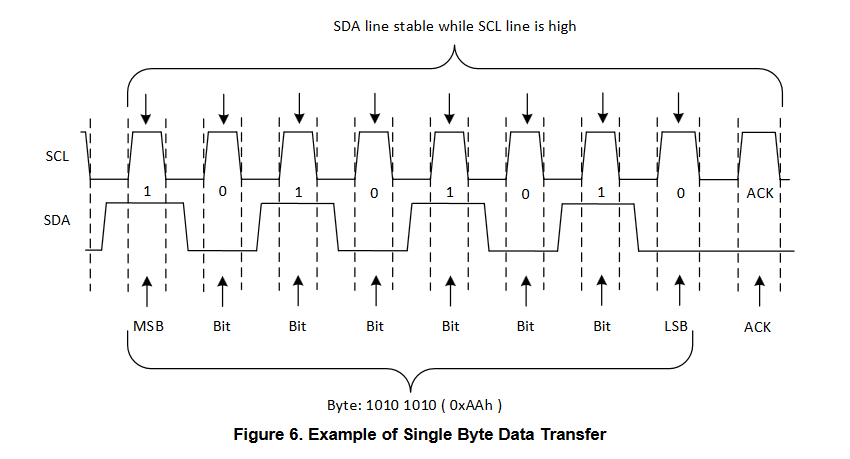 SDA line stable while SCL line is high
SCL
1 0 1 0 1 0 1 0 ACK
SDA
MSB Bit Bit Bit Bit Bit Bit LSB ACK
Byte: 1010 1010 ( 0xAAh )
Figure 6. Example of Single Byte Data Transfer